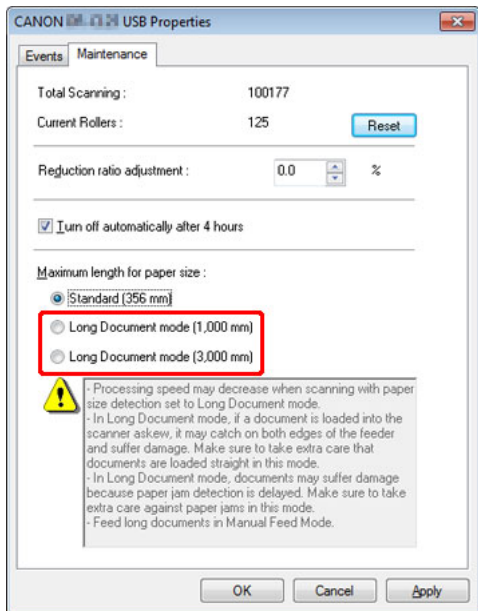 CANON USB Properties
Events Maintenance
Total Scanning : 100177
Current Rollers : 125 Reset
Reduction ratio adjustment : 0.0 %
Turn off automatically after 4 hours
Maximum length for paper size :
Standard (356 mm)
Long Document mode (1,000 mm)
Long Document mode (3,000 mm)
- Processing speed may decrease when scanning with paper
size detection set to Long Document mode.
- In Long Document mode, if a document is loaded into the
scanner askew, it may catch on both edges of the feeder
and suffer damage. Make sure to take extra care that
documents are loaded straight in this mode.
- In Long Document mode, documents may suffer damage
because paper jam detection is delayed. Make sure to take
extra care against paper jams in this mode.
- Feed long documents in Manual Feed Mode.
OK Cancel Apply